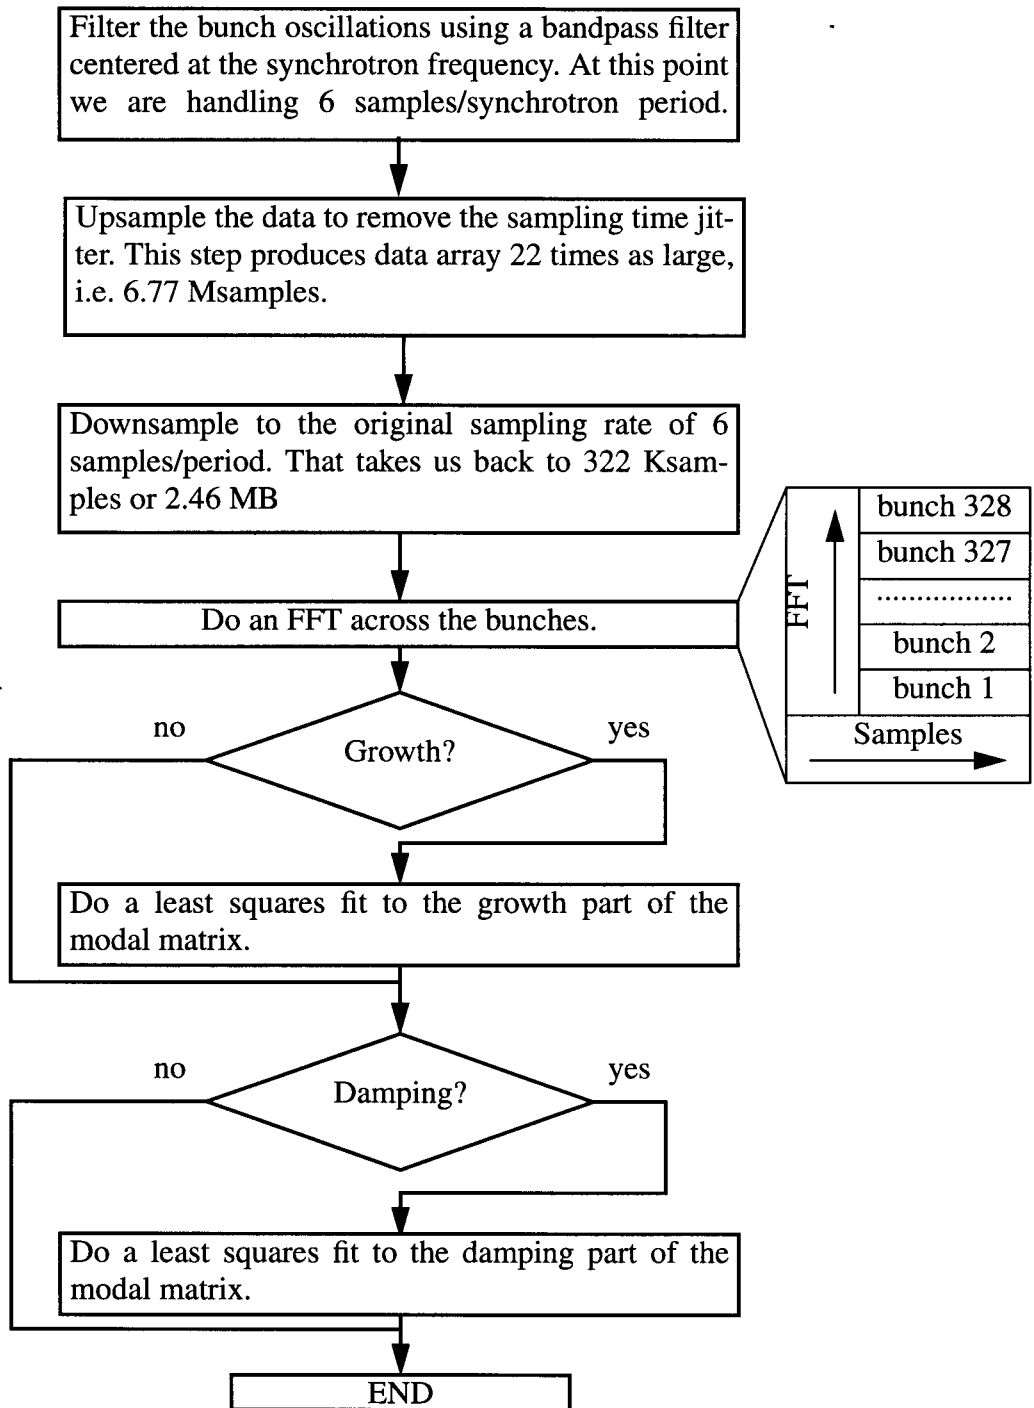 Filter the bunch oscillations using a bandpass filter
centered at the synchrotron frequency. At this point
we are handling 6 samples/synchrotron period.
Upsample the data to remove the sampling time jit-
ter. This step produces data array 22 times as large,
i.e. 6.77 Msamples.
Downsample to the original sampling rate of 6
samples/period. That takes us back to 322 Ksam-
ples or 2.46 MB
Do an FFT across the bunches.
FFT
bunch 328
bunch 327
..................
bunch 2
bunch 1
Samples
no
Growth?
yes
Do a least squares fit to the growth part of the
modal matrix.
no
Damping?
yes
Do a least squares fit to the damping part of the
modal matrix.
END